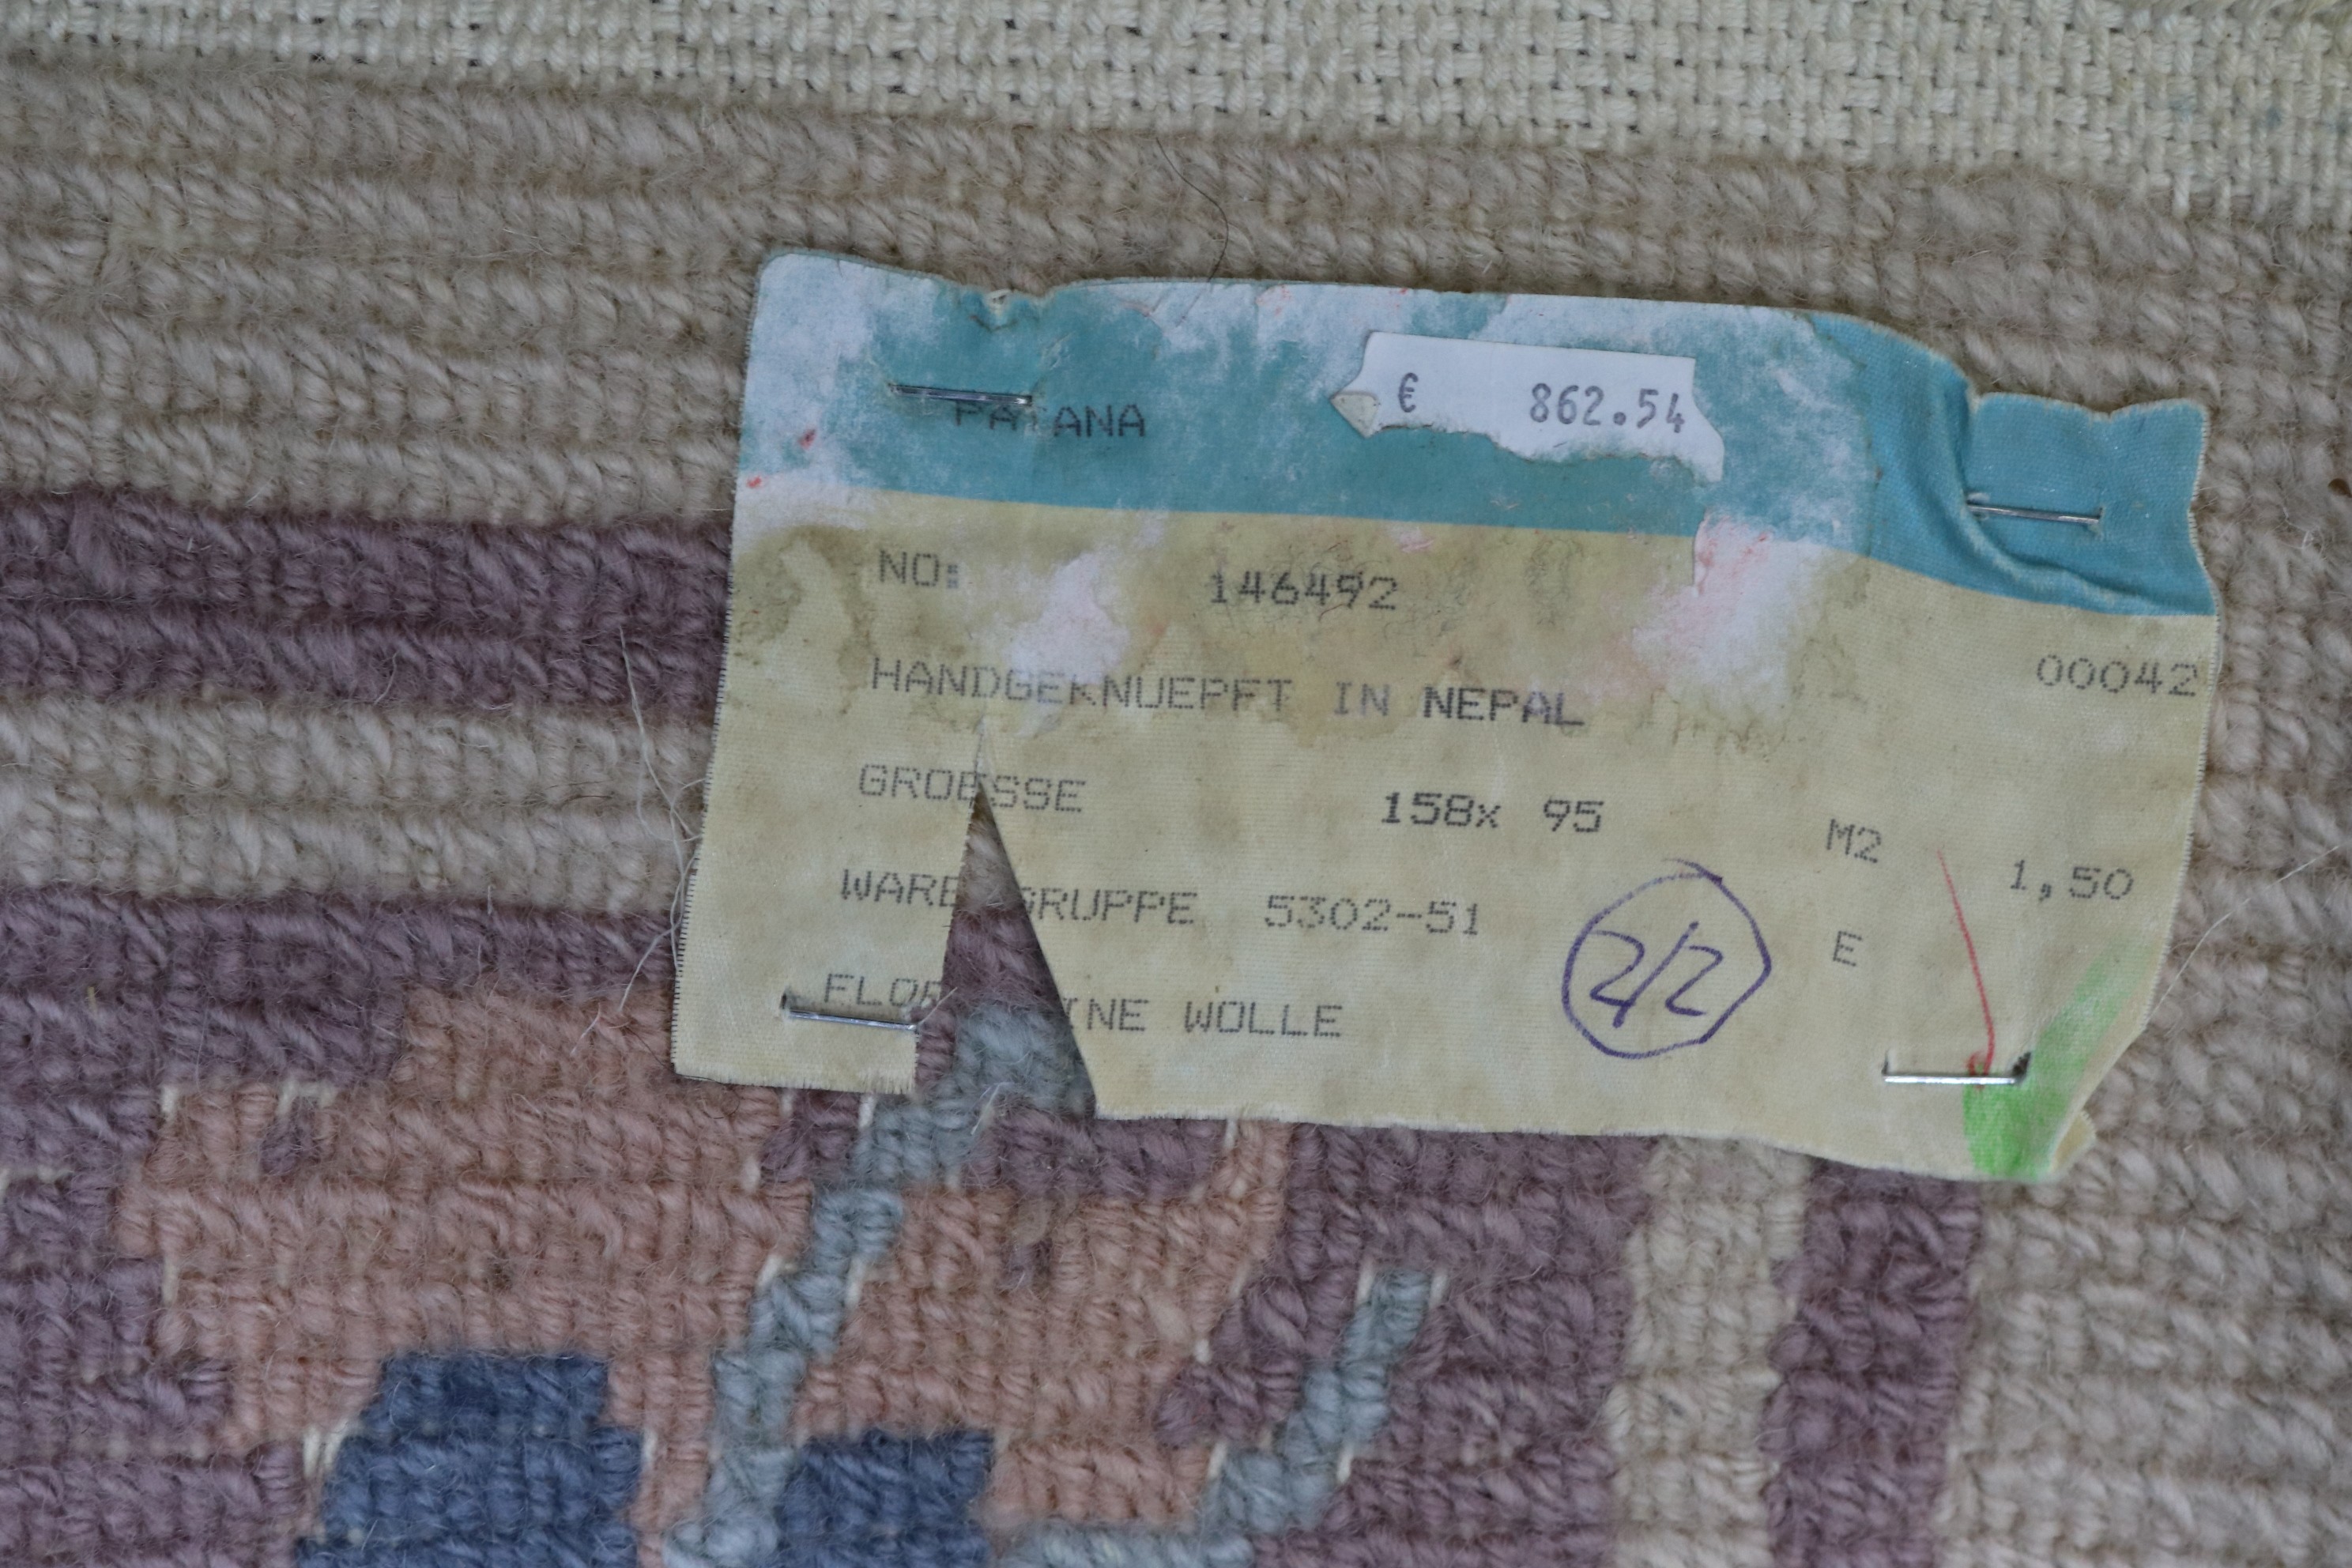 € 862.54
NO: 146492
00042
HANDGEKNUEPFT IN NEPAL
GROESSE 158x 95
M2 1,50
GRUPPE 5302-51
2/2
E
WOLLE